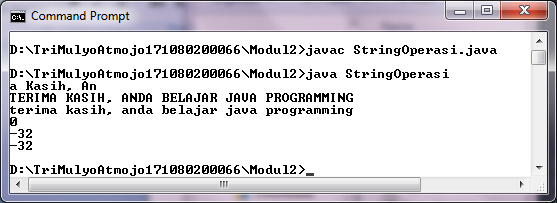 Command Prompt
D:\TriMulyoAtmojo171080200066\Modul2>javac StringOperasi.java
D:\TriMulyoAtmojo171080200066\Modul2>java StringOperasi
a Kasih, An
TERIMA KASIH, ANDA BELAJAR JAVA PROGRAMMING
terima kasih, anda belajar java programming
0
-32
-32
D:\TriMulyoAtmojo171080200066\Modul2>_